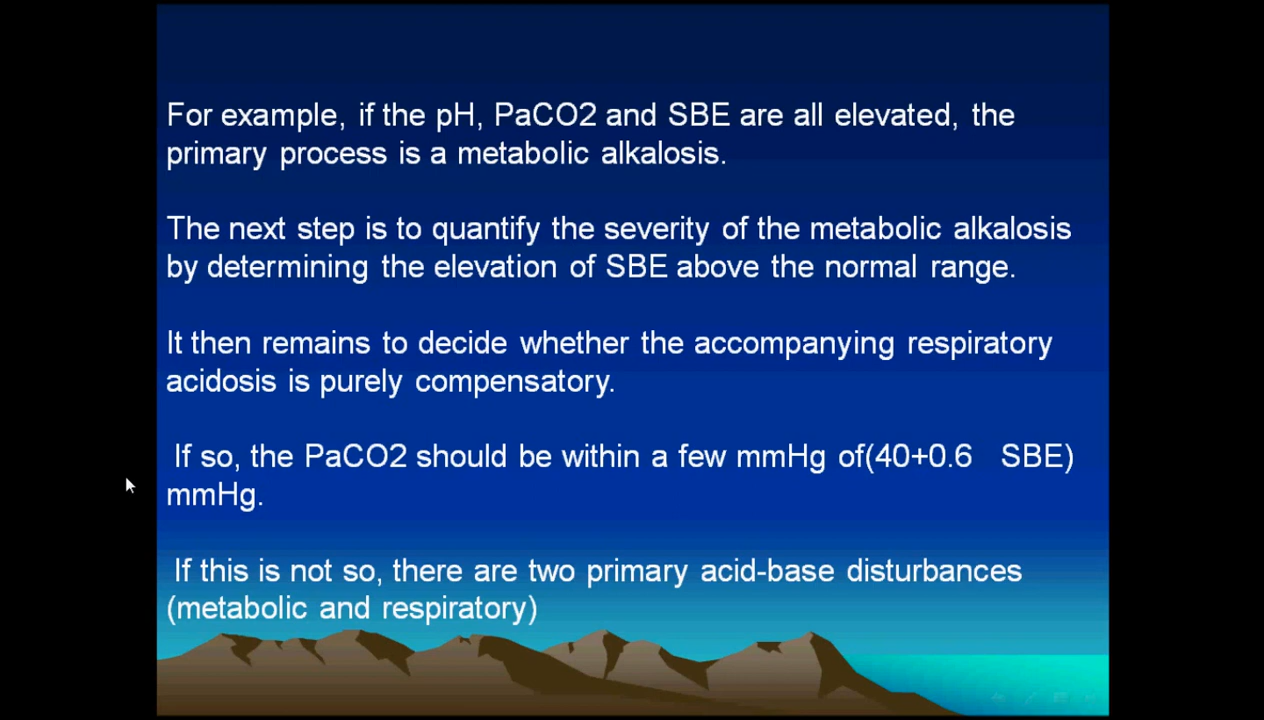 For example, if the pH, PaCO2 and SBE are all elevated, the
primary process is a metabolic alkalosis.
The next step is to quantify the severity of the metabolic alkalosis
by determining the elevation of SBE above the normal range.
It then remains to decide whether the accompanying respiratory
acidosis is purely compensatory.
If so, the PaCO2 should be within a few mmHg of(40+0.6 SBE)
mmHg.
If this is not so, there are two primary acid-base disturbances
(metabolic and respiratory)